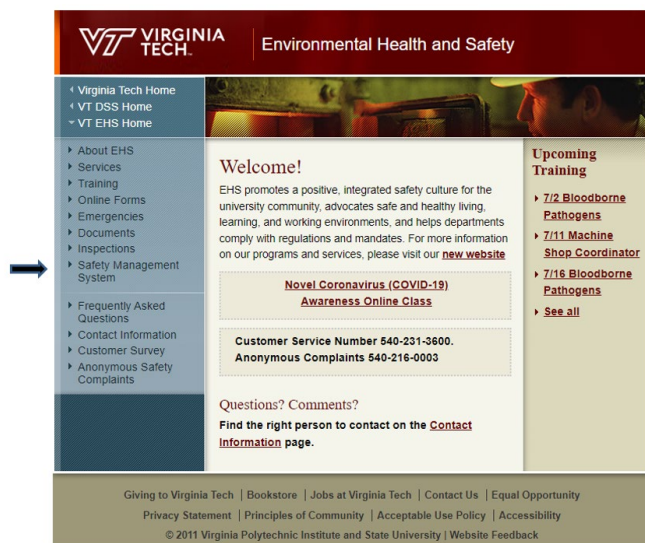 VIRGINIA
TECH
Environmental Health and Safety
Virginia Tech Home
VT DSS Home
VT EHS Home
About EHS
Services
Training
Online Forms
Emergencies
Documents
Inspections
Safety Management
System
Frequently Asked
Questions
Contact Information
Customer Survey
Anonymous Safety
Complaints
Welcome!
EHS promotes a positive, integrated safety culture for the
university community, advocates safe and healthy living,
learning, and working environments, and helps departments
comply with regulations and mandates. For more information
on our programs and services, please visit our new website
Novel Coronavirus (COVID-19)
Awareness Online Class
Customer Service Number 540-231-3600.
Anonymous Complaints 540-216-0003
Questions? Comments?
Find the right person to contact on the Contact
Information page.
Upcoming
Training
7/2 Bloodborne
Pathogens
7/11 Machine
Shop Coordinator
7/16 Bloodborne
Pathogens
See all
Giving to Virginia Tech | Bookstore | Jobs at Virginia Tech | Contact Us | Equal Opportunity
Privacy Statement | Principles of Community | Acceptable Use Policy | Accessibility
© 2011 Virginia Polytechnic Institute and State University | Website Feedback